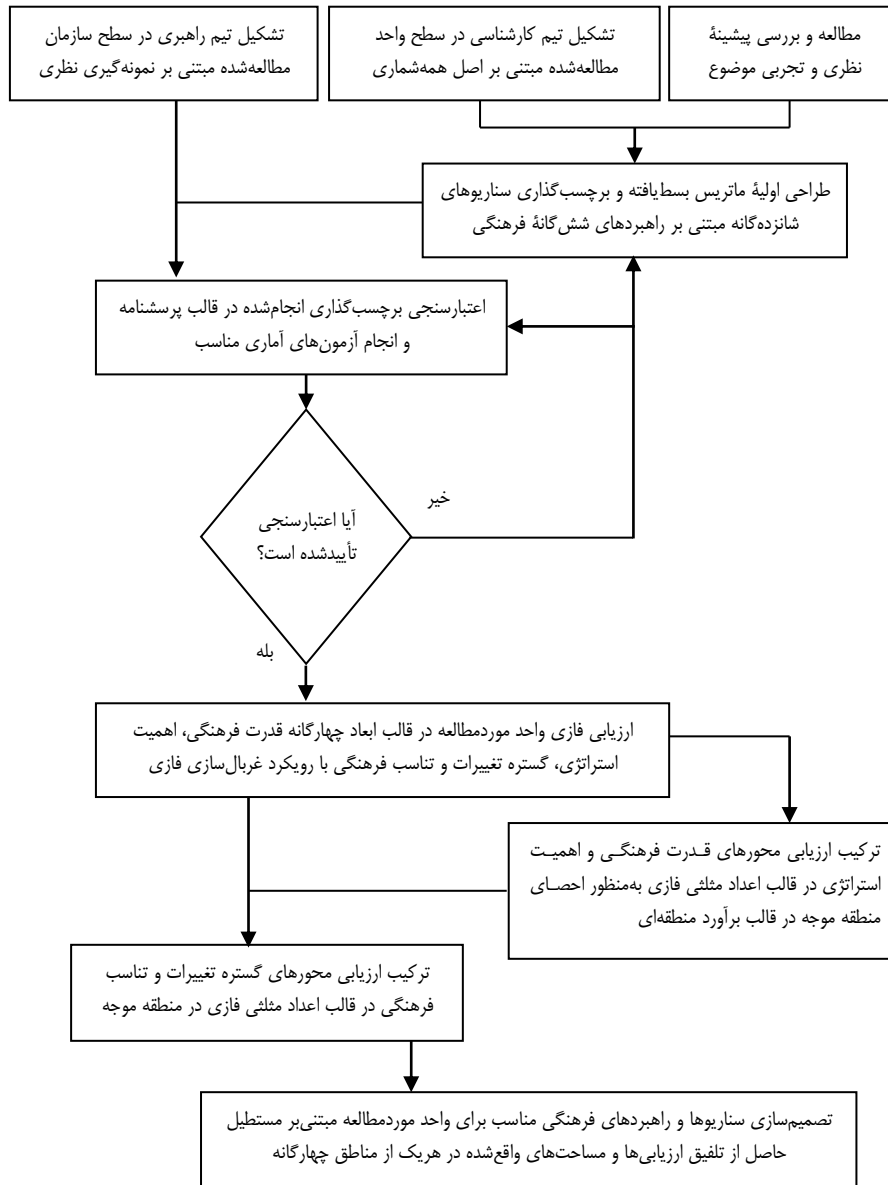 مطالعه و بررسی پیشینهٔ
نظری و تجربی موضوع
تشکیل تیم کارشناسی در سطح واحد
مطالعه‌شده مبتنی بر اصل همه‌شماری
تشکیل تیم راهبری در سطح سازمان
مطالعه‌شده مبتنی بر نمونه‌گیری نظری
طراحی اولیهٔ ماتریس بسط‌یافته و برچسب‌گذاری سناریوهای
شانزده‌گانه مبتنی بر راهبردهای شش‌گانهٔ فرهنگی
اعتبارسنجی برچسب‌گذاری انجام‌شده در قالب پرسشنامه
و انجام آزمون‌های آماری مناسب
آیا اعتبارسنجی
تأییدشده است؟
خیر
بله
ارزیابی فازی واحد موردمطالعه در قالب ابعاد چهارگانه قدرت فرهنگی، اهمیت
استراتژی، گستره تغییرات و تناسب فرهنگی با رویکرد غربال‌سازی فازی
ترکیب ارزیابی محورهای قـدرت فرهنگـی و اهمیـت
استراتژی در قالب اعداد مثلثی فازی به‌منظور احصـای
منطقه موجه در قالب برآورد منطقه‌ای
ترکیب ارزیابی محورهای گستره تغییرات و تناسب
فرهنگی در قالب اعداد مثلثی فازی در منطقه موجه
تصمیم‌سازی سناریوها و راهبردهای فرهنگی مناسب برای واحد موردمطالعه مبتنی‌بر مستطیل
حاصل از تلفیق ارزیابی‌ها و مساحت‌های واقع‌شده در هریک از مناطق چهارگانه